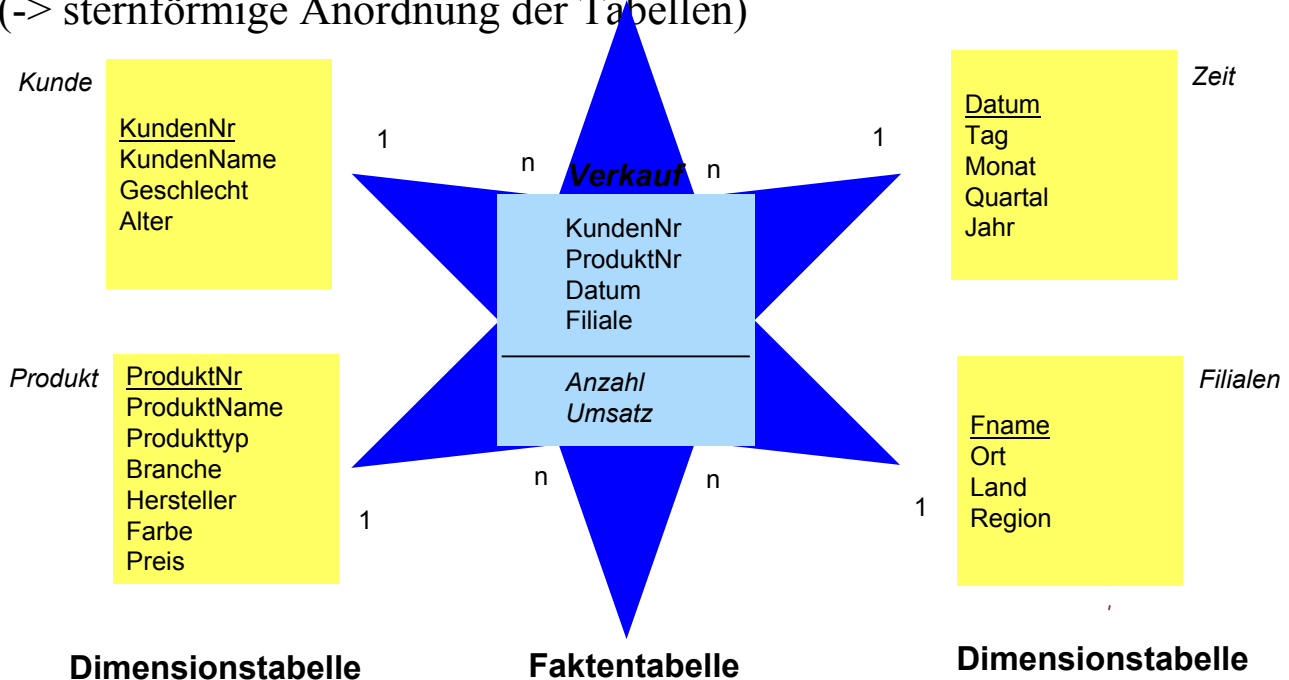 (-> sternförmige Anordnung der Tabellen)
Kunde
KundenNr
KundenName
Geschlecht
Alter
1
n
Verkauf
n
1
KundenNr
ProduktNr
Datum
Filiale
Anzahl
Umsatz
Zeit
Datum
Tag
Monat
Quartal
Jahr
Produkt
ProduktNr
ProduktName
Produkttyp
Branche
Hersteller
Farbe
Preis
1
n
n
1
Filialen
Fname
Ort
Land
Region
Dimensionstabelle
Faktentabelle
Dimensionstabelle